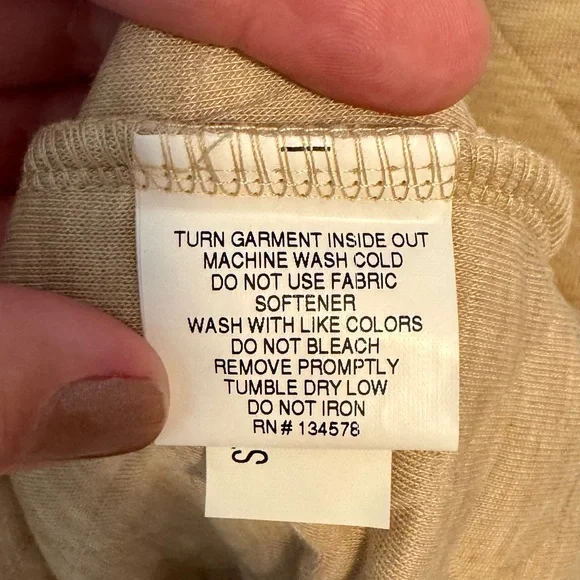 TURN GARMENT INSIDE OUT
MACHINE WASH COLD
DO NOT USE FABRIC
SOFTENER
WASH WITH LIKE COLORS
DO NOT BLEACH
REMOVE PROMPTLY
TUMBLE DRY LOW
DO NOT IRON
RN# 134578
S